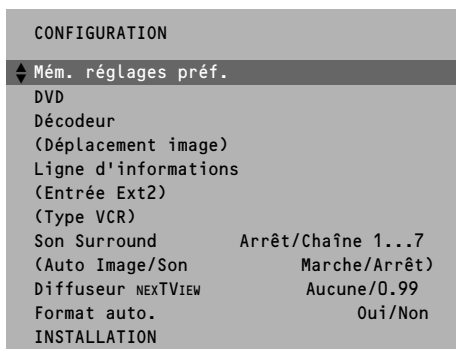 CONFIGURATION
Mém. réglages préf.
DVD
Décodeur
(Déplacement image)
Ligne d'informations
(Entrée Ext2)
(Type VCR)
Son Surround Arrêt/Chaîne 1...7
(Auto Image/Son Marche/Arrêt)
Diffuseur NEXTVIEW Aucune/0.99
Format auto. Oui/Non
INSTALLATION